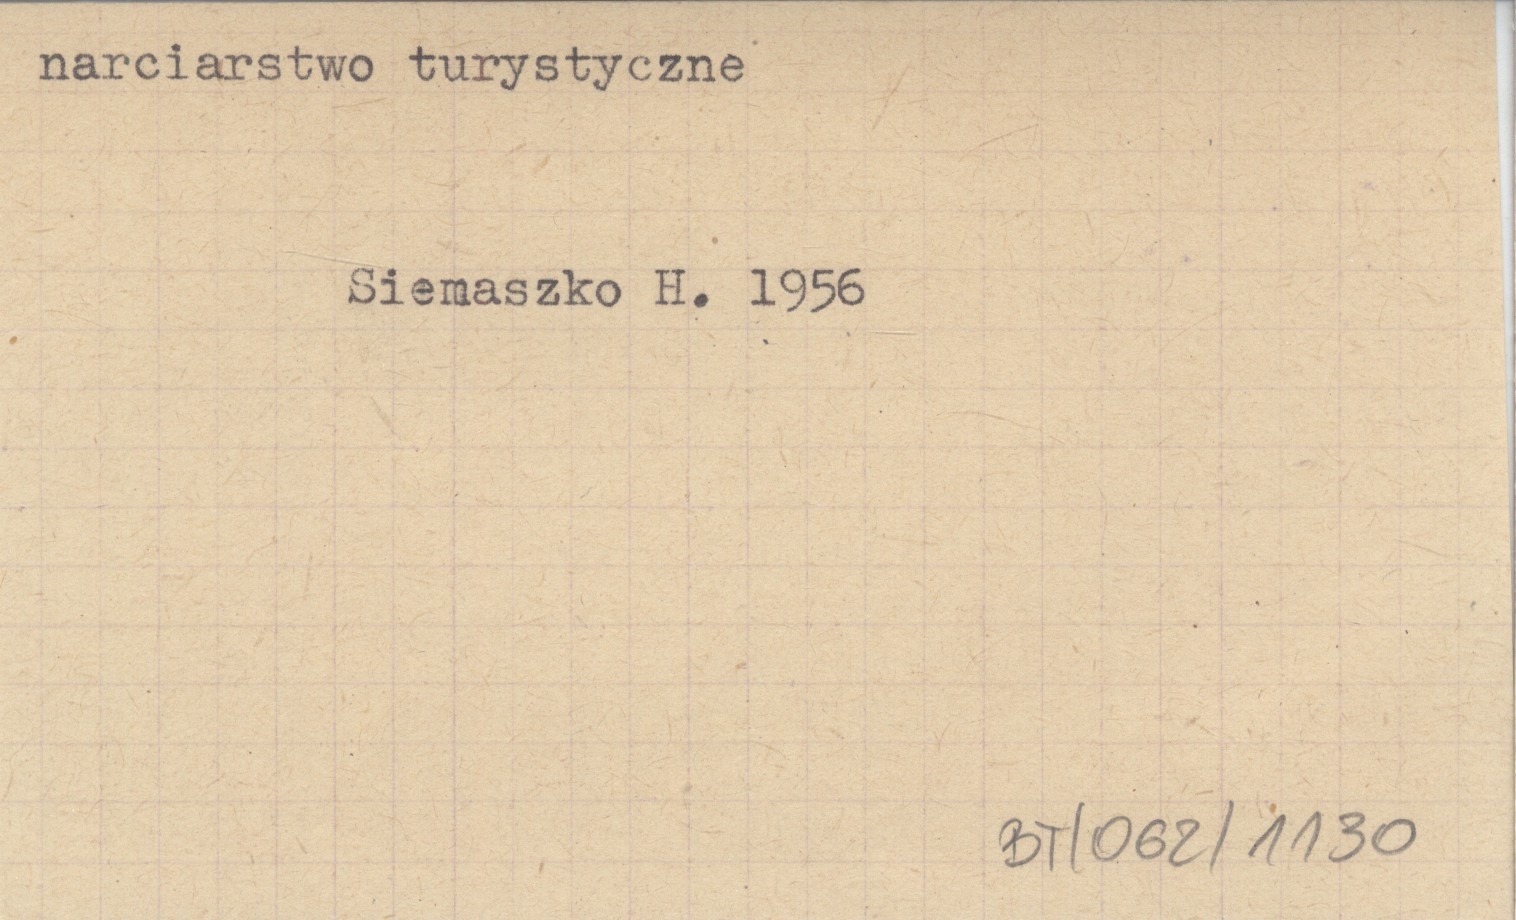 narciarstwo turystyczne
Siemaszko H. 1956
BT/062/1130